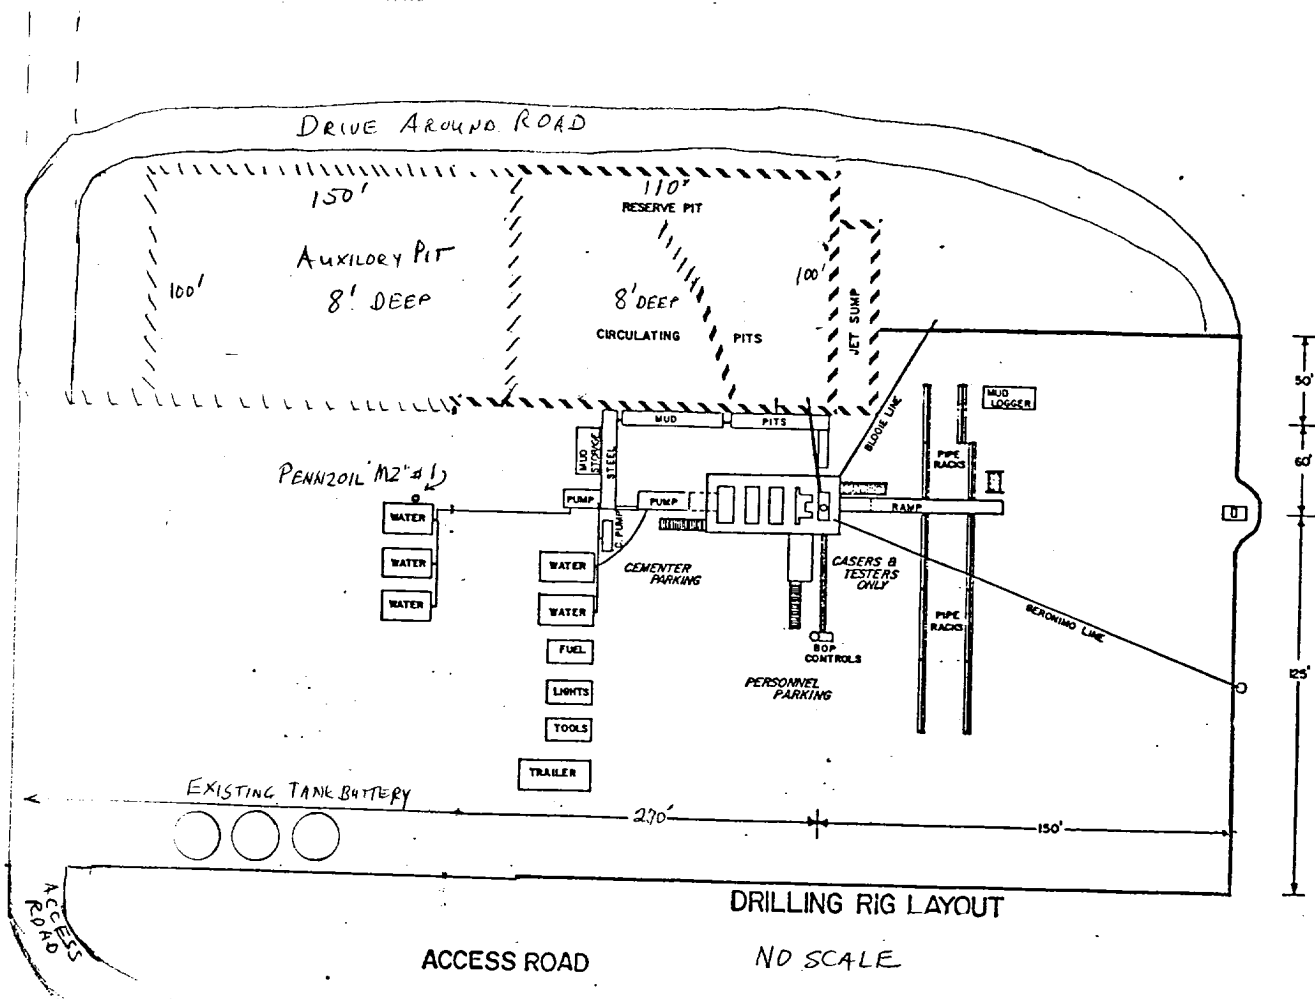 DRIVE AROUND ROAD
150'
110'
RESERVE PIT
AUXILORY PIT
100'
8' DEEP
100'
8' DEEP
CIRCULATING
PITS
JET SUMP
50'
MUD
LOGGER
BLOOIE LINE
MUD
PITS
MUD
STORAGE
STEEL
PIPE
RACKS
60'
PENNZOIL "MZ" #1
PUMP
PUMP
RAMP
WATER
C. PUMP
WATER
WATER
WATER
WATER
CEMENTER
PARKING
CASERS &
TESTERS
ONLY
GERONIMO LINE
PIPE
RACKS
FUEL
BOP
CONTROLS
LIGHTS
PERSONNEL
PARKING
125'
TOOLS
TRAILER
EXISTING TANK BATTERY
270'
150'
ACCESS
ROAD
DRILLING RIG LAYOUT
ACCESS ROAD
NO SCALE